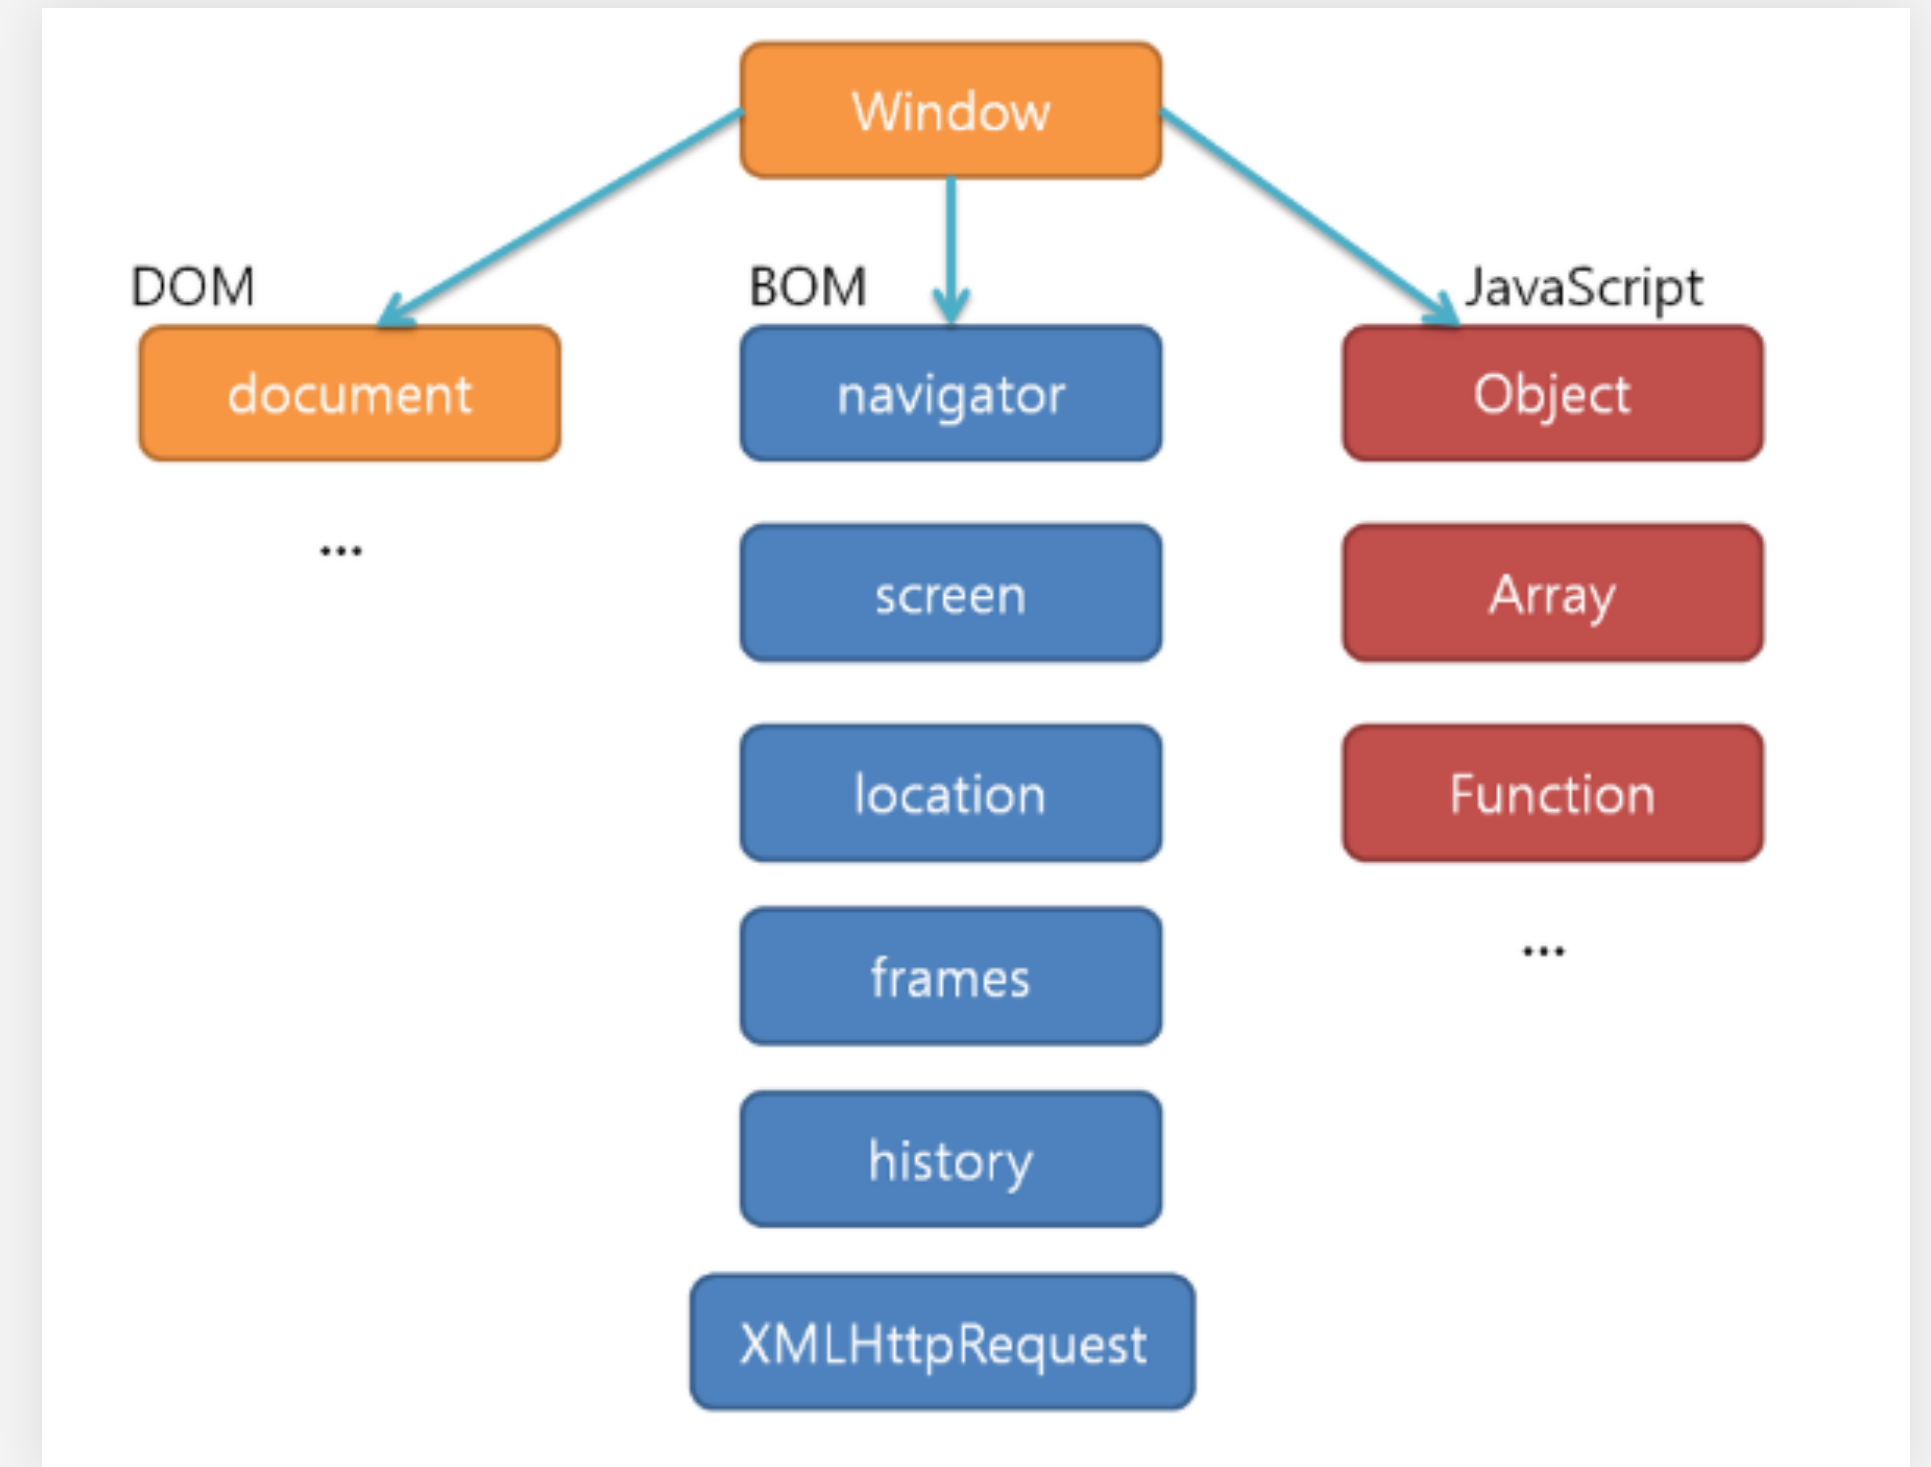 Window
DOM
BOM
JavaScript
document
navigator
Object
...
screen
Array
location
Function
frames
...
history
XMLHttpRequest